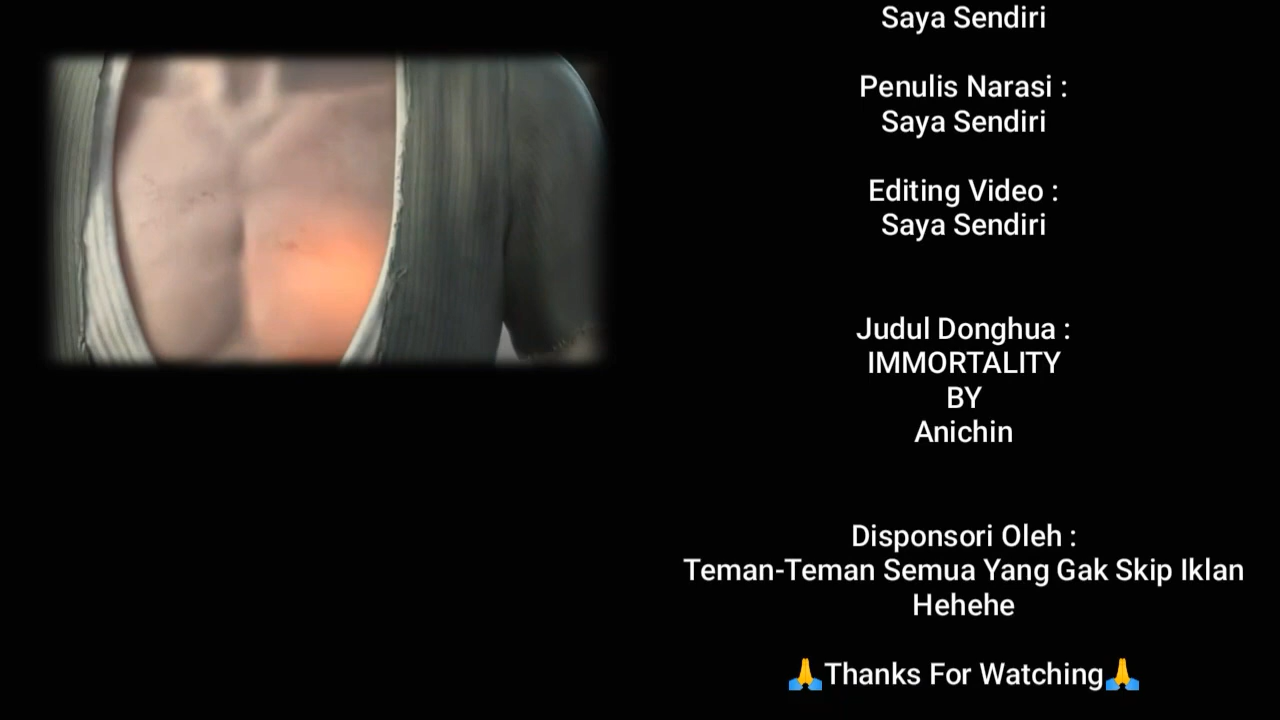 Saya Sendiri
Penulis Narasi :
Saya Sendiri
Editing Video :
Saya Sendiri
Judul Donghua :
IMMORTALITY
BY
Anichin
Disponsori Oleh :
Teman-Teman Semua Yang Gak Skip Iklan
Hehehe
🙏Thanks For Watching🙏